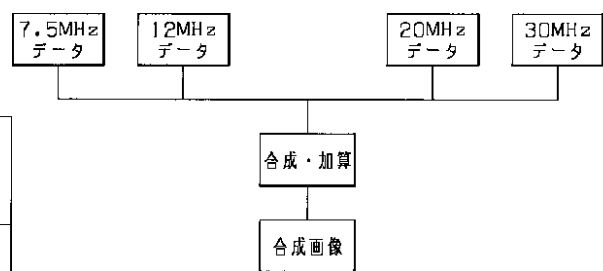 7.5MHz
データ
12MHz
データ
20MHz
データ
30MHz
データ
合成・加算
合成画像